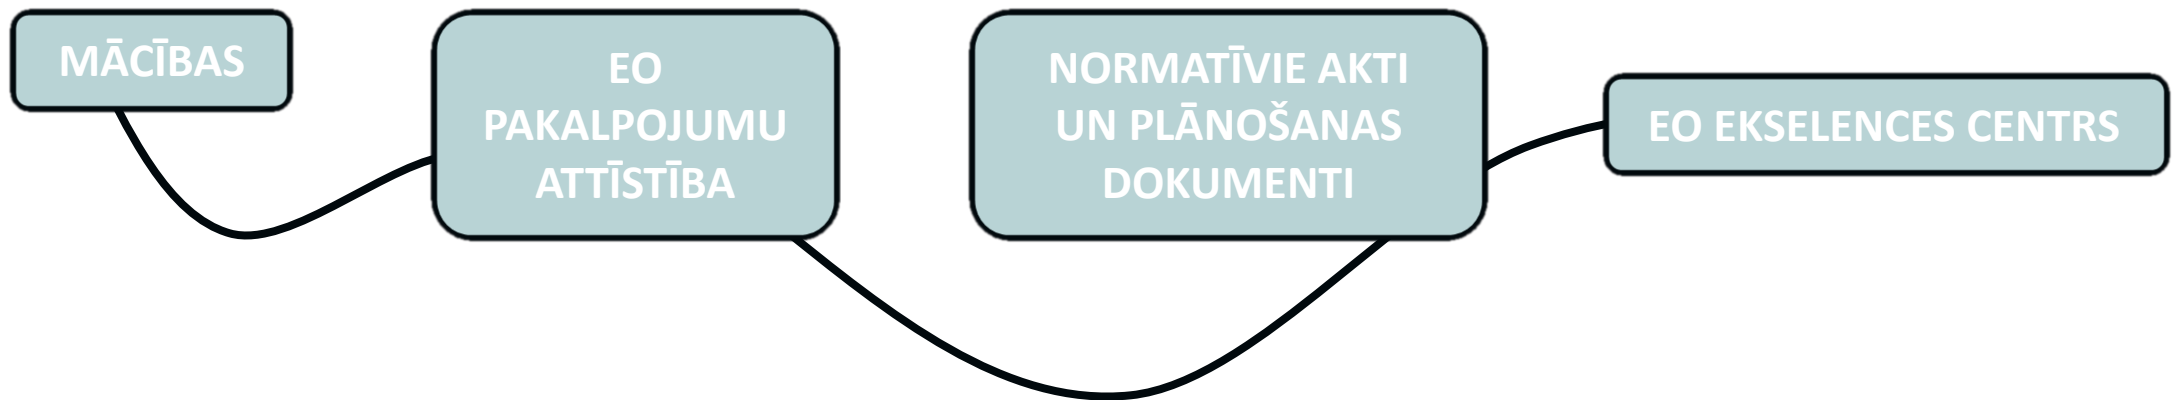 MĀCĪBAS
EO
PAKALPOJUMU
ATTĪSTĪBA
NORMATĪVIE AKTI
UN PLĀNOŠANAS
DOKUMENTI
EO EKSELENCES CENTRS